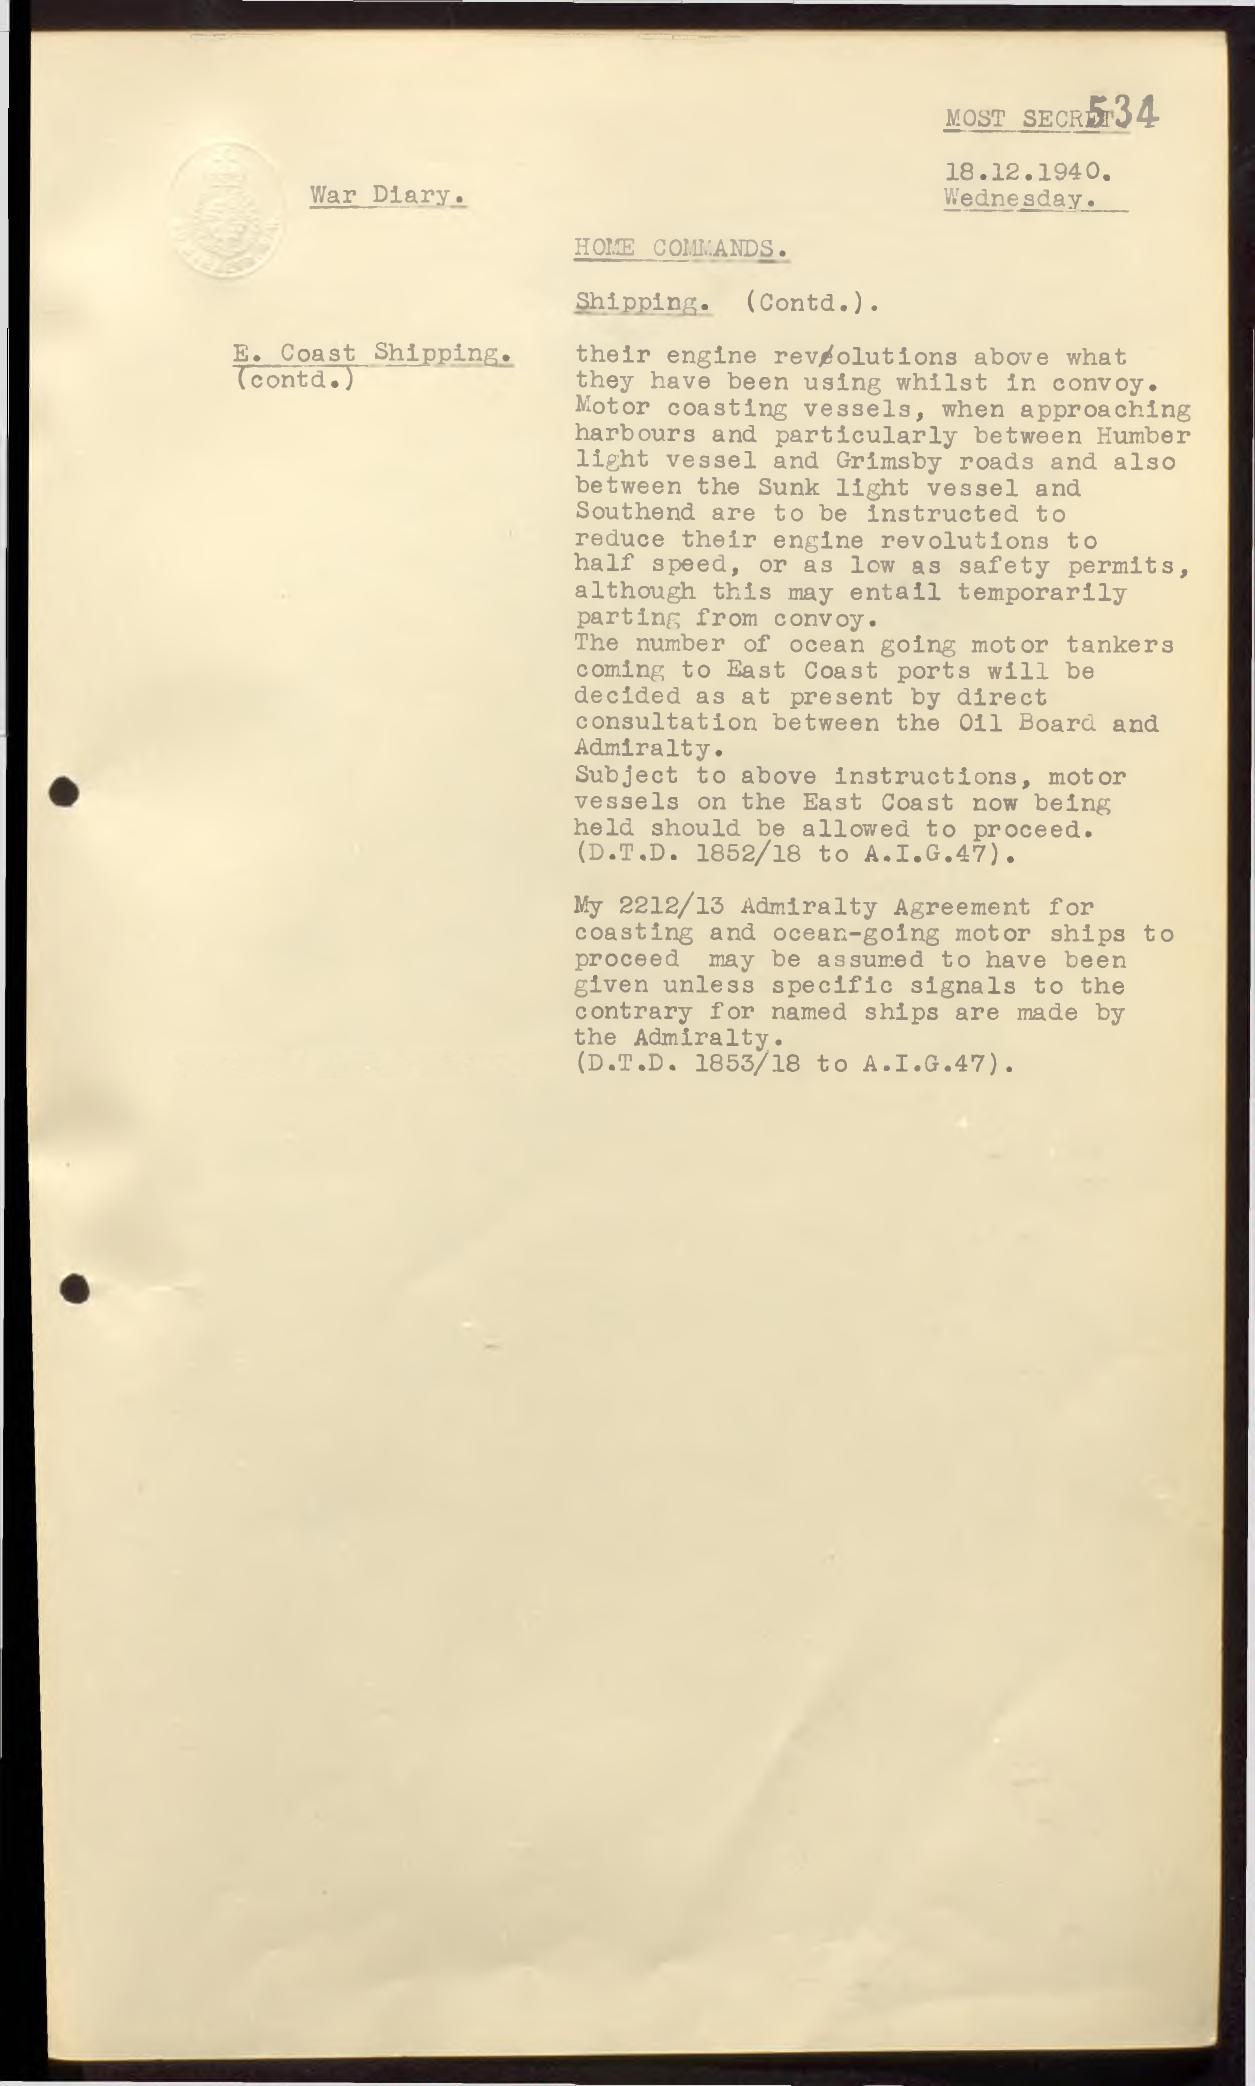 MOST SECRET
534
18.12.1940.
Wednesday.
War Diary.
HOME COMMANDS.
Shipping. (Contd.).
E. Coast Shipping.
(contd.)
their engine revolutions above what
they have been using whilst in convoy.
Motor coasting vessels, when approaching
harbours and particularly between Humber
light vessel and Grimsby roads and also
between the Sunk light vessel and
Southend are to be instructed to
reduce their engine revolutions to
half speed, or as low as safety permits,
although this may entail temporarily
parting from convoy.
The number of ocean going motor tankers
coming to East Coast ports will be
decided as at present by direct
consultation between the Oil Board and
Admiralty.
Subject to above instructions, motor
vessels on the East Coast now being
held should be allowed to proceed.
(D.T.D. 1852/18 to A.I.G.47).
My 2212/13 Admiralty Agreement for
coasting and ocean-going motor ships to
proceed may be assumed to have been
given unless specific signals to the
contrary for named ships are made by
the Admiralty.
(D.T.D. 1853/18 to A.I.G.47).